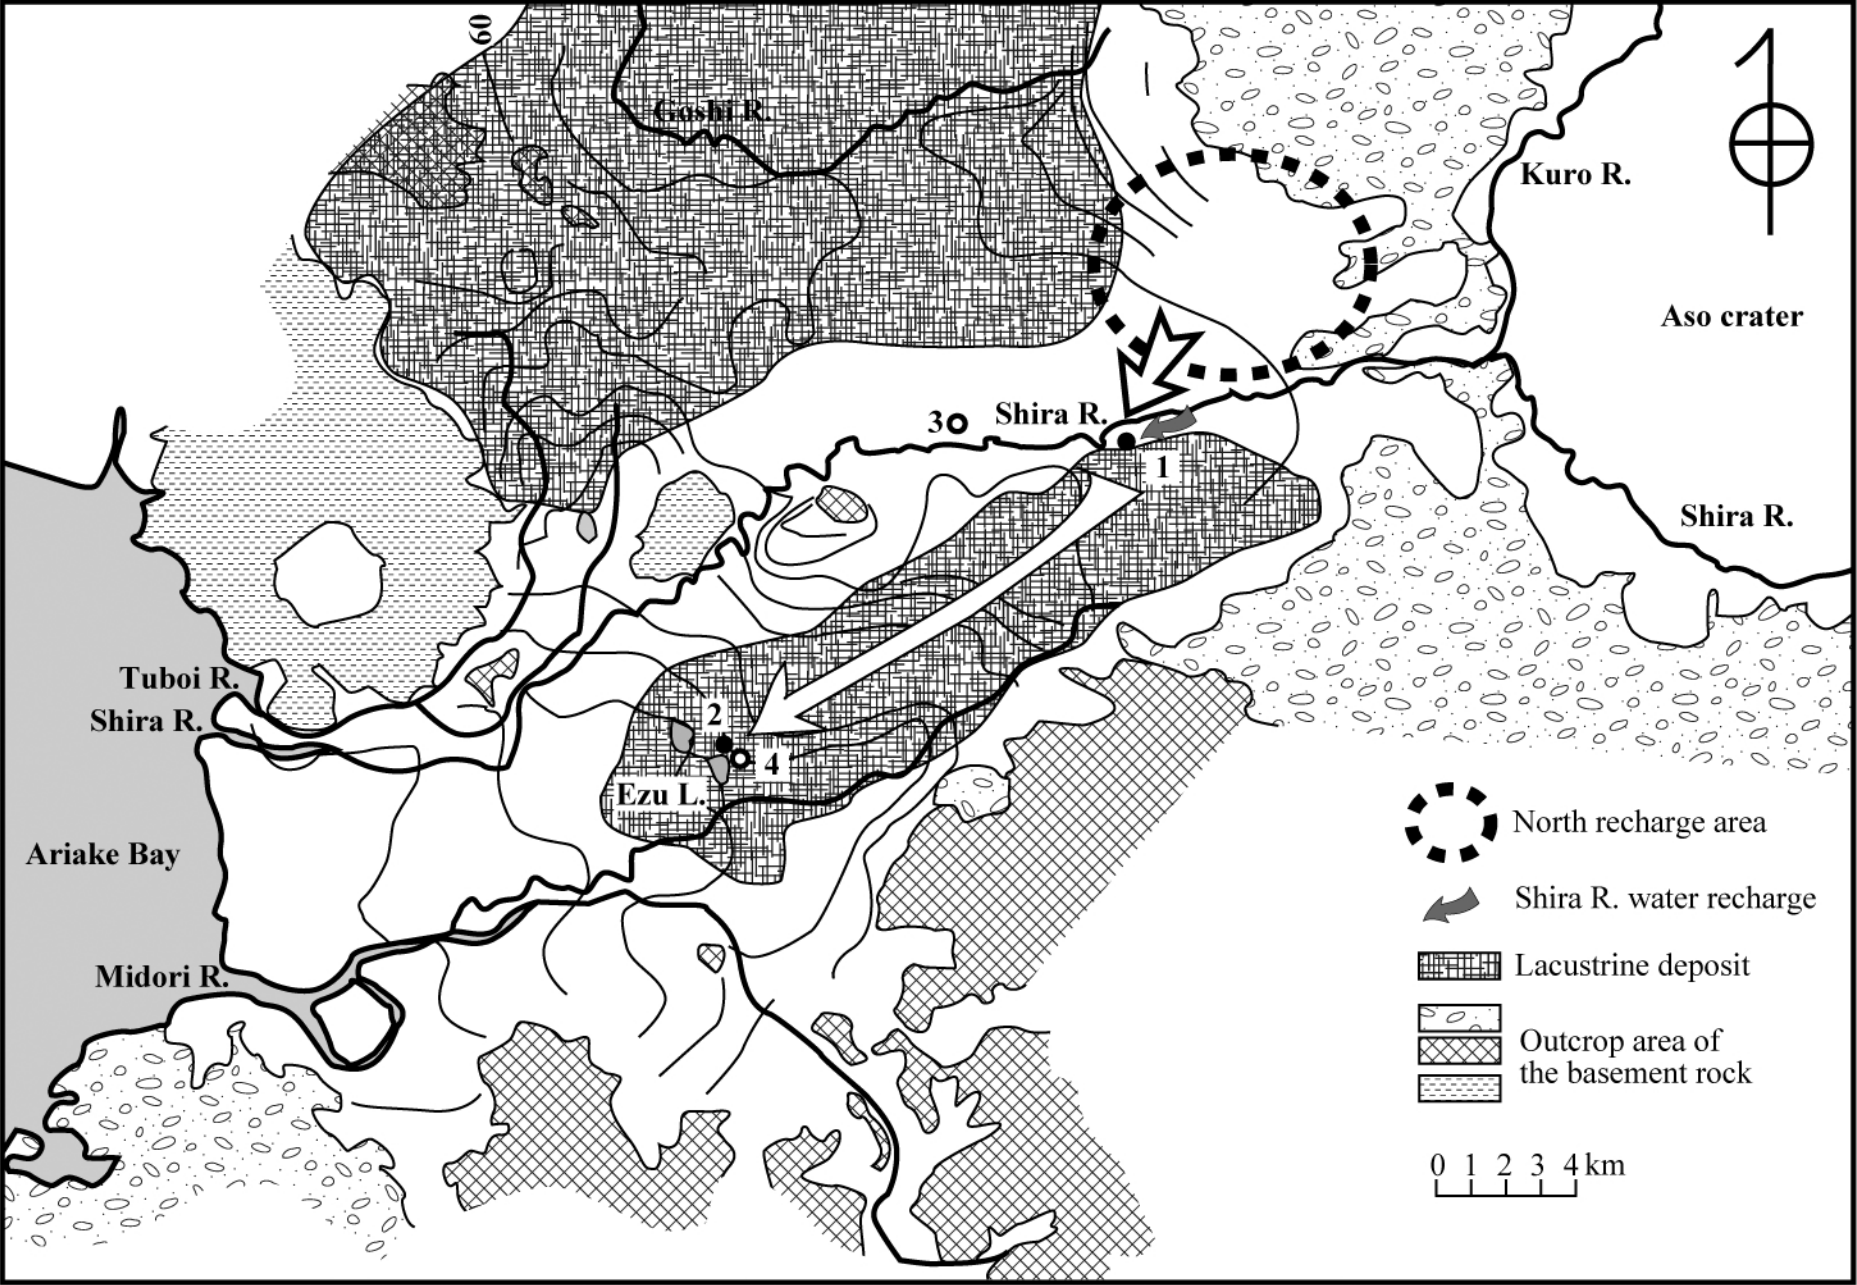 60
Goshi R.
Kuro R.
Aso crater
3
Shira R.
1
Shira R.
Tuboi R.
Shira R.
2
4
Ezu L.
Ariake Bay
Midori R.
North recharge area
Shira R. water recharge
Lacustrine deposit
Outcrop area of
the basement rock
0 1 2 3 4 km